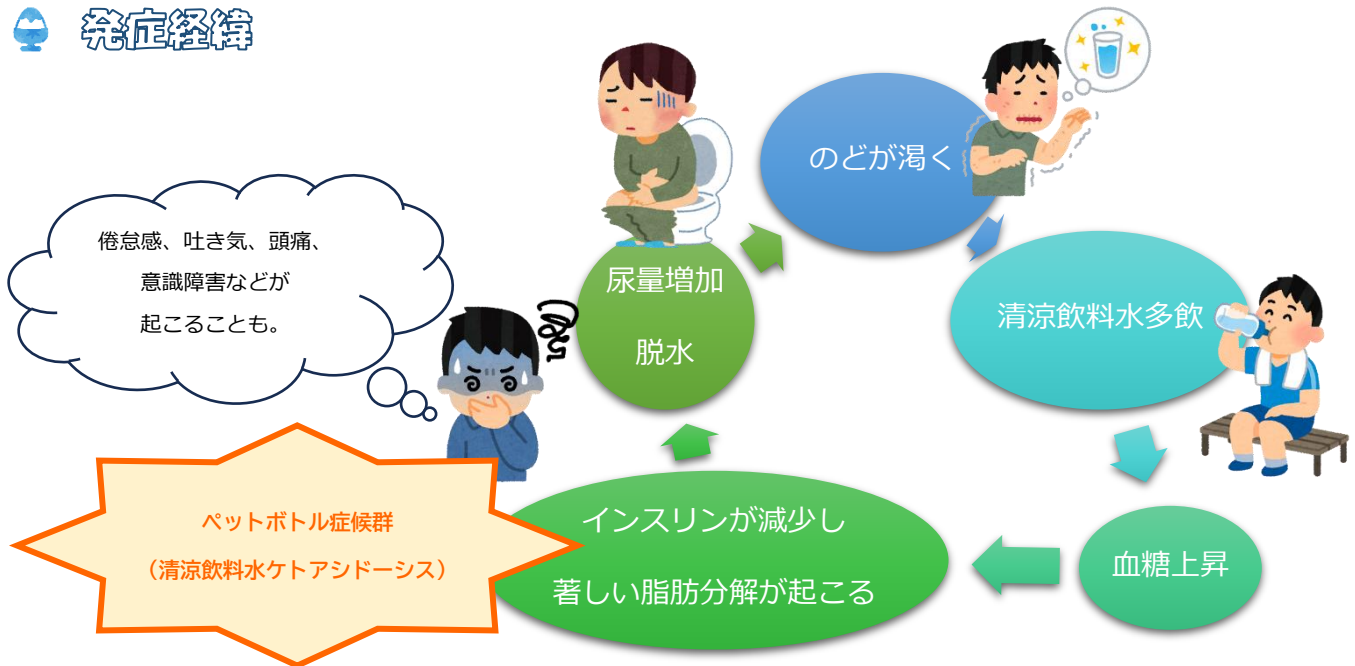 発症経緯
のどが渇く
清涼飲料水多飲
血糖上昇
インスリンが減少し
著しい脂肪分解が起こる
尿量増加
脱水
倦怠感、吐き気、頭痛、
意識障害などが
起こることも。
ペットボトル症候群
（清涼飲料水ケトアシドーシス）